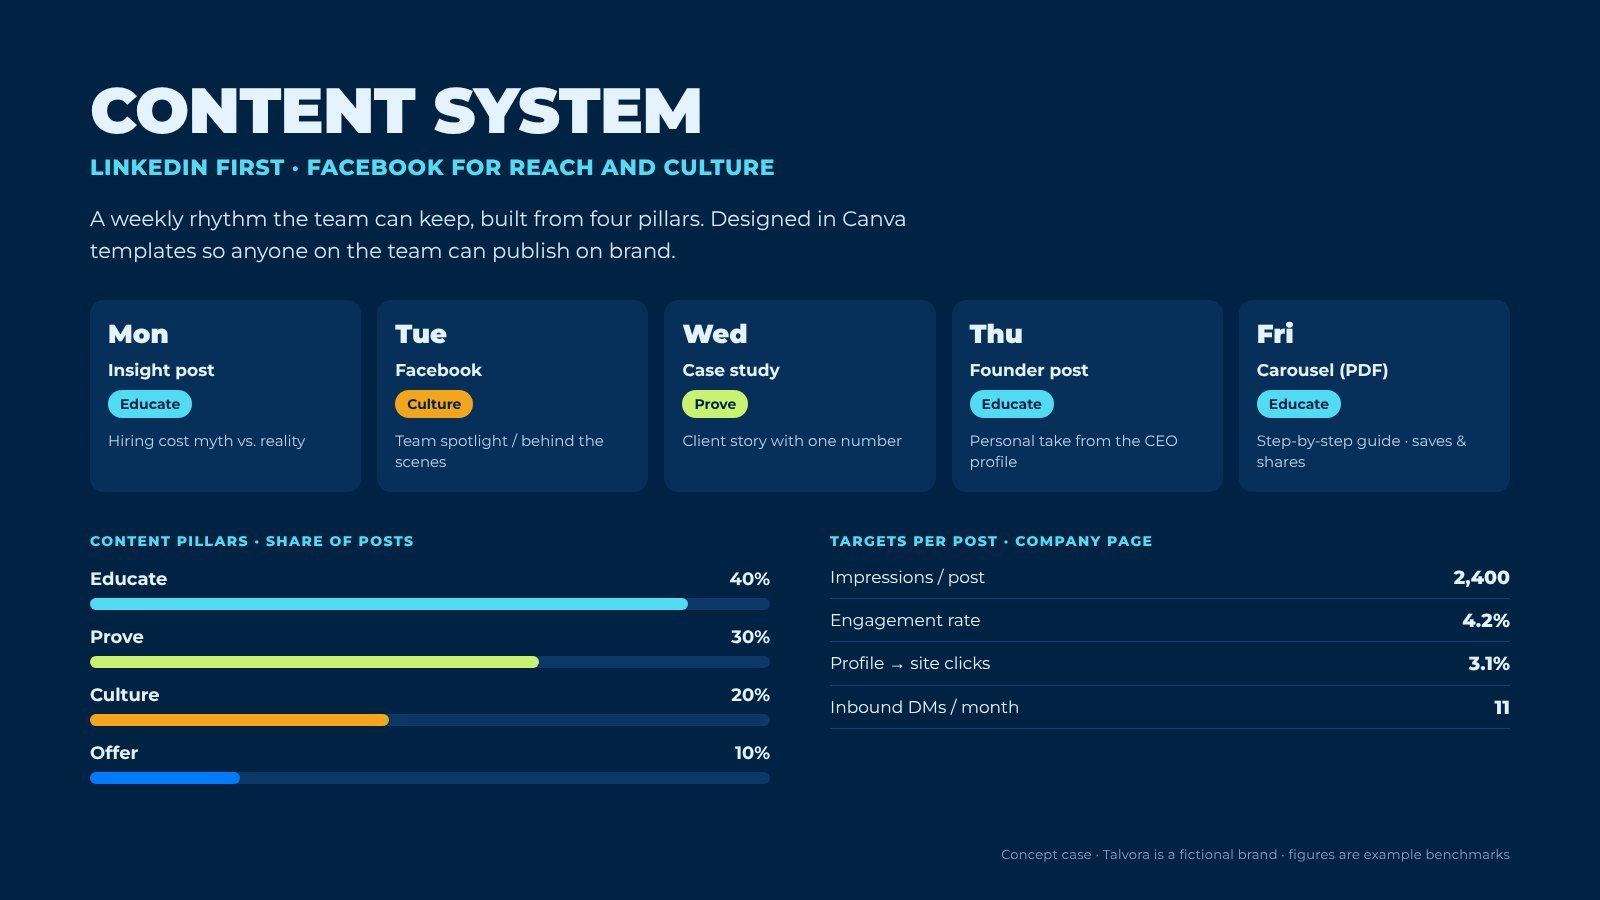 CONTENT SYSTEM
LINKEDIN FIRST · FACEBOOK FOR REACH AND CULTURE
A weekly rhythm the team can keep, built from four pillars. Designed in Canva
templates so anyone on the team can publish on brand.
Mon
Insight post
Educate
Hiring cost myth vs. reality
Tue
Facebook
Culture
Team spotlight / behind the
scenes
Wed
Case study
Prove
Client story with one number
Thu
Founder post
Educate
Personal take from the CEO
profile
Fri
Carousel (PDF)
Educate
Step-by-step guide · saves &
shares
CONTENT PILLARS · SHARE OF POSTS
Educate 40%
Prove 30%
Culture 20%
Offer 10%
TARGETS PER POST · COMPANY PAGE
Impressions / post 2,400
Engagement rate 4.2%
Profile → site clicks 3.1%
Inbound DMs / month 11
Concept case · Talvora is a fictional brand · figures are example benchmarks